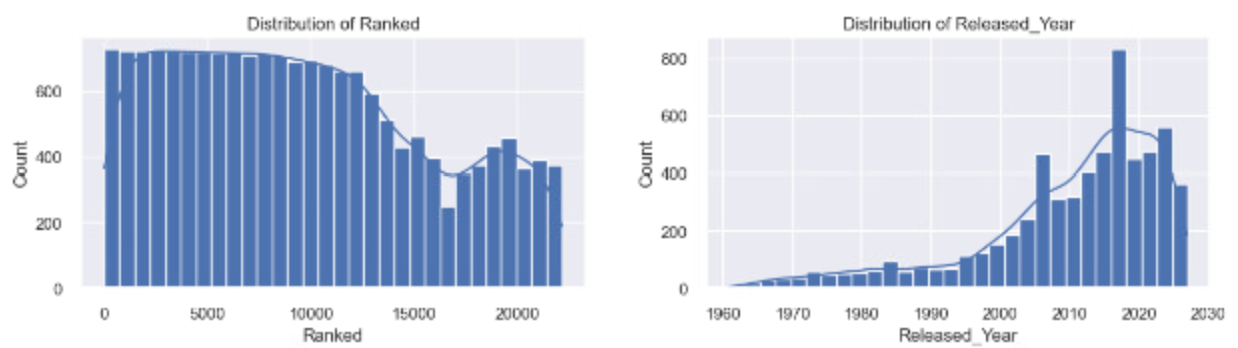 Distribution of Ranked
Count
600
400
200
0
0 5000 10000 15000 20000
Ranked
Distribution of Released_Year
Count
800
600
400
200
0
1960 1970 1980 1990 2000 2010 2020 2030
Released_Year